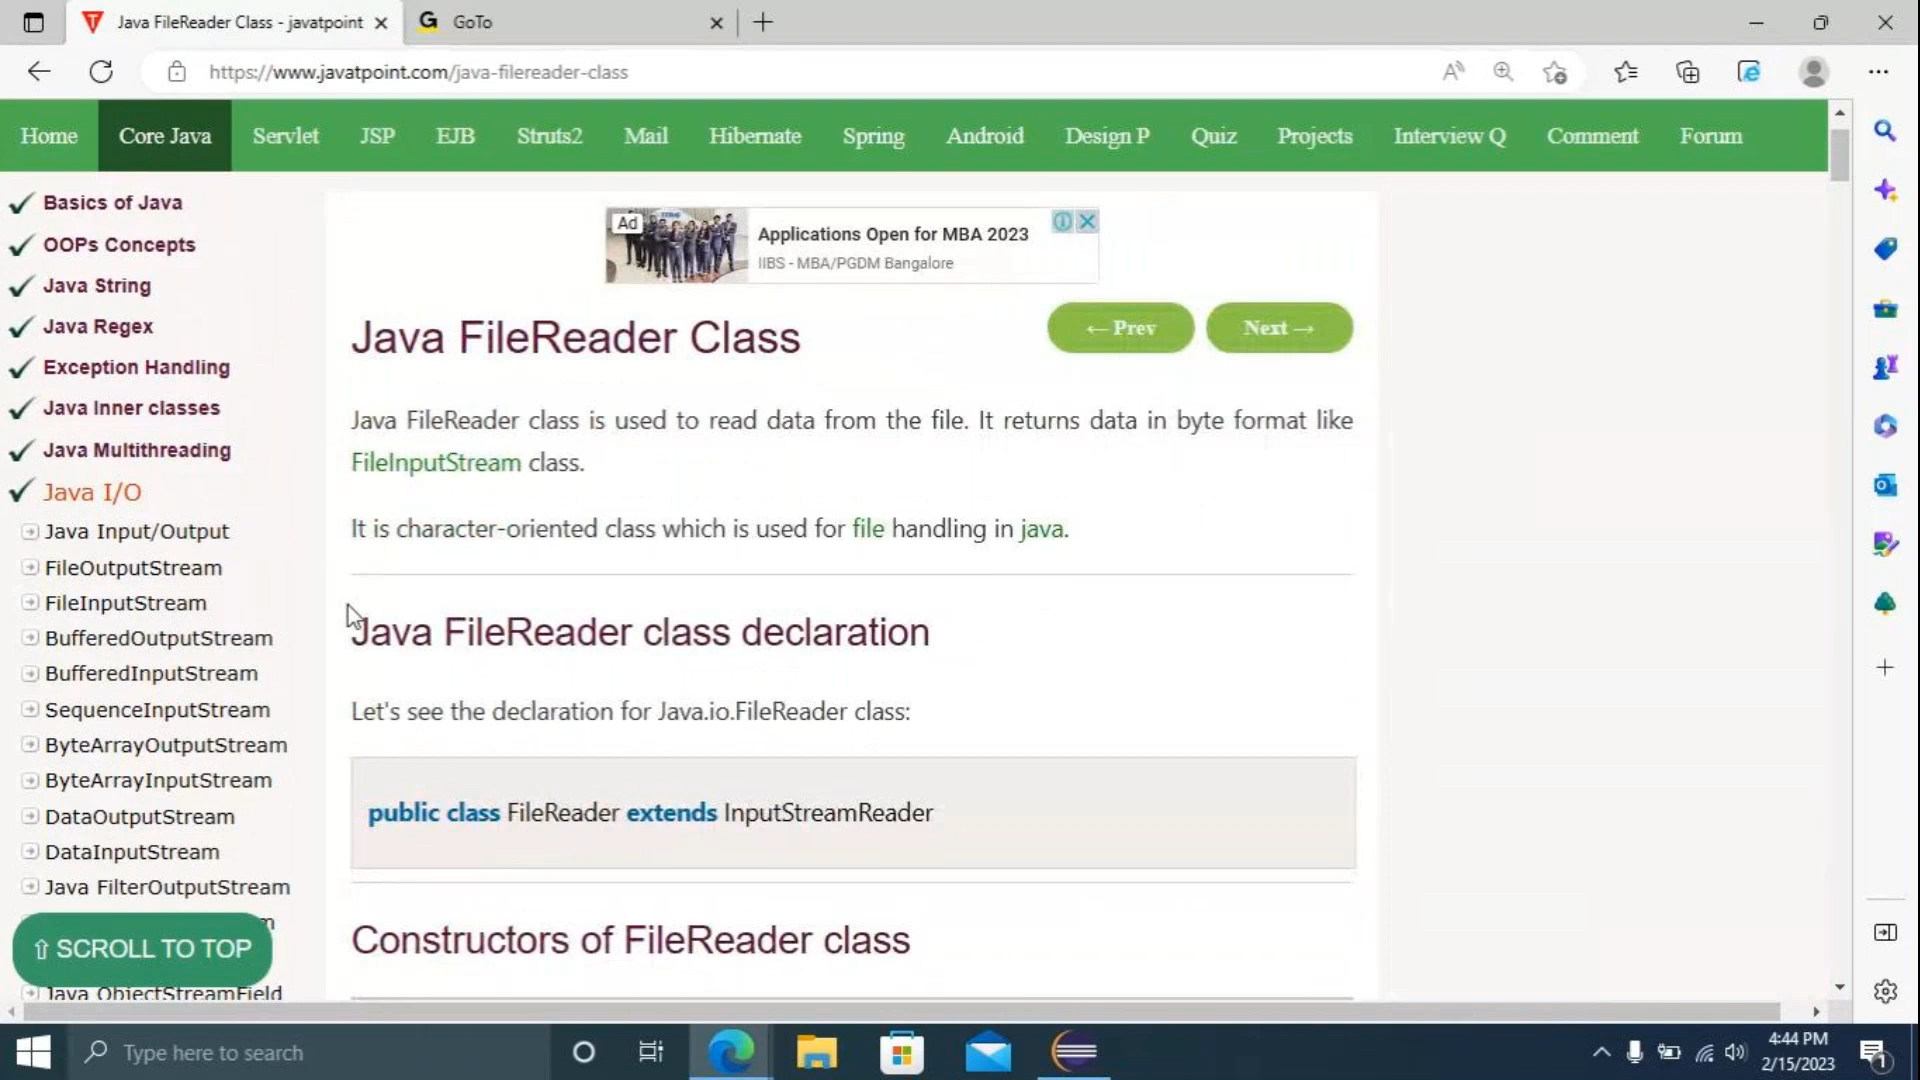 Java FileReader Class - javatpoint
GoTo
https://www.javatpoint.com/java-filereader-class
Home Core Java Servlet JSP EJB Struts2 Mail Hibernate Spring Android Design P Quiz Projects Interview Q Comment Forum
Basics of Java
OOPs Concepts
Java String
Java Regex
Exception Handling
Java Inner classes
Java Multithreading
Java I/O
Java Input/Output
FileOutputStream
FileInputStream
BufferedOutputStream
BufferedInputStream
SequenceInputStream
ByteArrayOutputStream
ByteArrayInputStream
DataOutputStream
DataInputStream
Java FilterOutputStream
⇧ SCROLL TO TOP
Java ObjectStreamField
Ad
Applications Open for MBA 2023
IIBS - MBA/PGDM Bangalore
Java FileReader Class
← Prev
Next →
Java FileReader class is used to read data from the file. It returns data in byte format like
FileInputStream class.
It is character-oriented class which is used for file handling in java.
Java FileReader class declaration
Let's see the declaration for Java.io.FileReader class:
public class FileReader extends InputStreamReader
Constructors of FileReader class
Type here to search
4:44 PM
2/15/2023
1